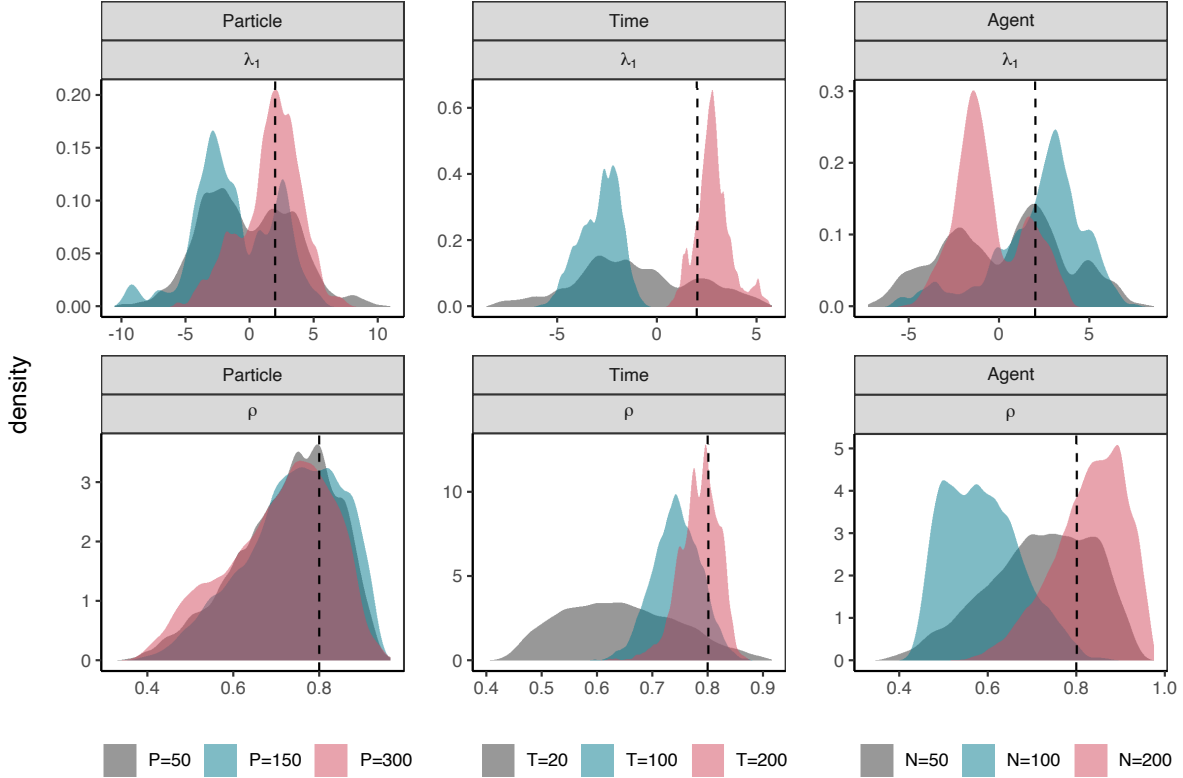 Particle Time Agent
λ1 λ1 λ1
0.20
0.15
0.10
0.05
0.00
-10 -5 0 5 10
0.6
0.4
0.2
0.0
-5 0 5
0.3
0.2
0.1
0.0
-5 0 5
density
Particle Time Agent
ρ ρ ρ
3
2
1
0
0.4 0.6 0.8
10
5
0
0.4 0.5 0.6 0.7 0.8 0.9
5
4
3
2
1
0
0.4 0.6 0.8 1.0
P=50 P=150 P=300 T=20 T=100 T=200 N=50 N=100 N=200